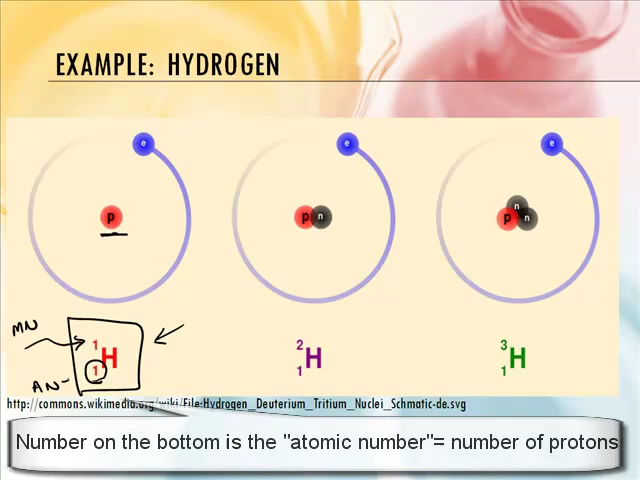 EXAMPLE: HYDROGEN
e e e
p p n n p n
MN
1 H 2 H 3 H
1 1 1
AN-
http://commons.wikimedia.org/wiki/File:Hydrogen_Deuterium_Tritium_Nuclei_Schmatic-de.svg
Number on the bottom is the "atomic number"= number of protons